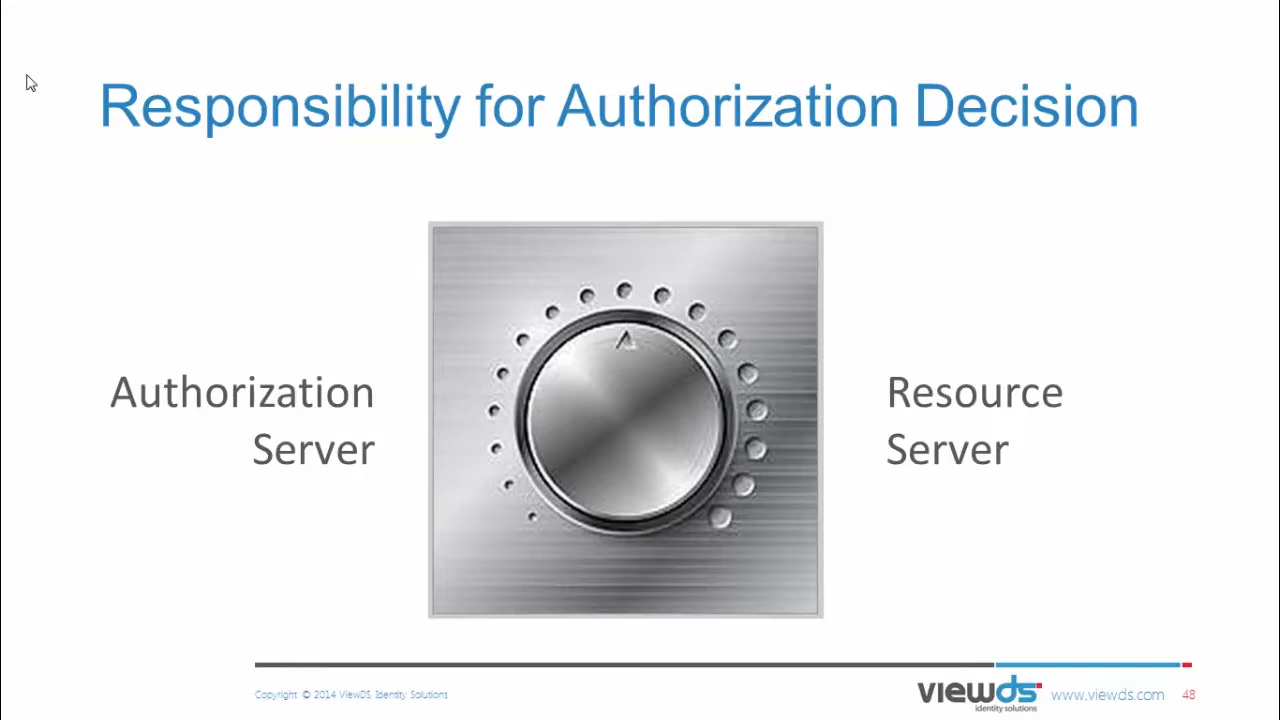 Responsibility for Authorization Decision
Authorization
Server
Resource
Server
Copyright © 2014 ViewDS Identity Solutions
viewds
identity solutions
www.viewds.com
48